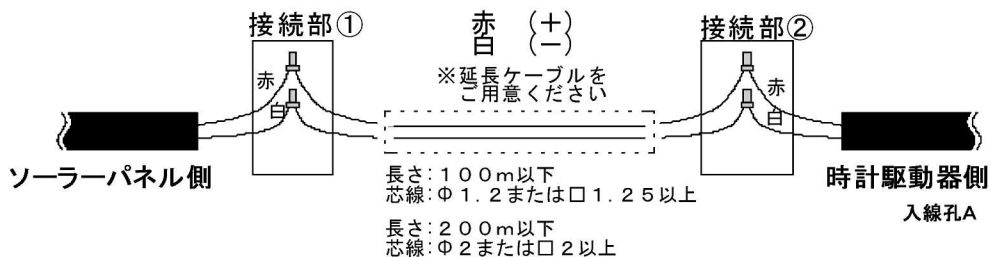 接続部①
赤 (+)
白 (−)
接続部②
※延長ケーブルを
ご用意ください
赤
白
赤
白
ソーラーパネル側
時計駆動器側
入線孔A
長さ:100m以下
芯線:Φ1.2または□1.25以上
長さ:200m以下
芯線:Φ2または□2以上